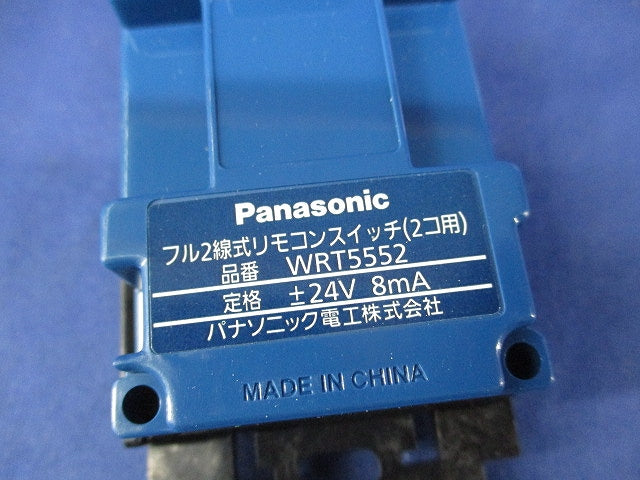 Panasonic
フル2線式リモコンスイッチ(2コ用)
品番 WRT5552
定格 ±24V 8mA
パナソニック電工株式会社
MADE IN CHINA